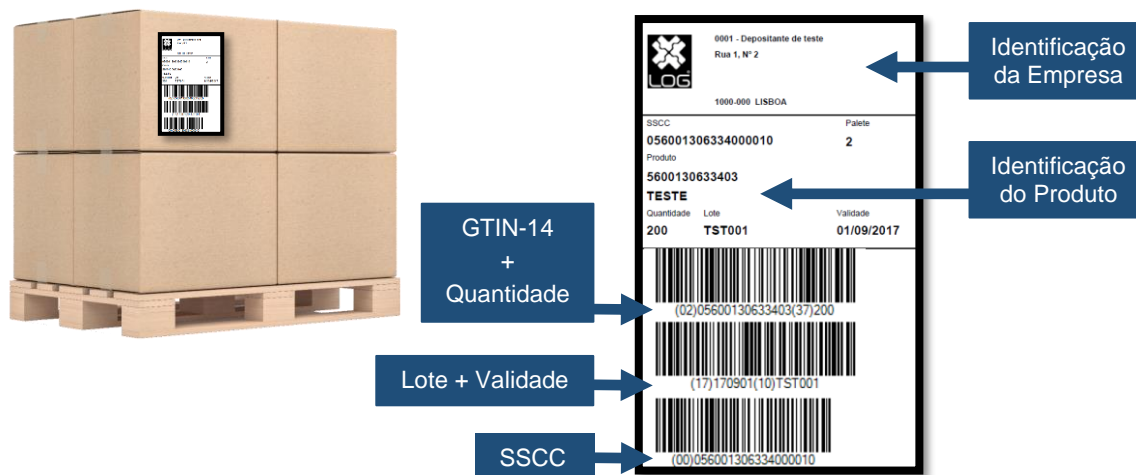 LOG
0001 - Depositante de teste
Rua 1, Nº 2
1000-000 LISBOA
SSCC
Palete
056001306334000010
2
Produto
5600130633403
TESTE
Quantidade Lote Validade
200 TST001 01/09/2017
(02)05600130633403(37)200
(17)170901(10)TST001
(00)056001306334000010
Identificação
da Empresa
Identificação
do Produto
GTIN-14
+
Quantidade
Lote + Validade
SSCC